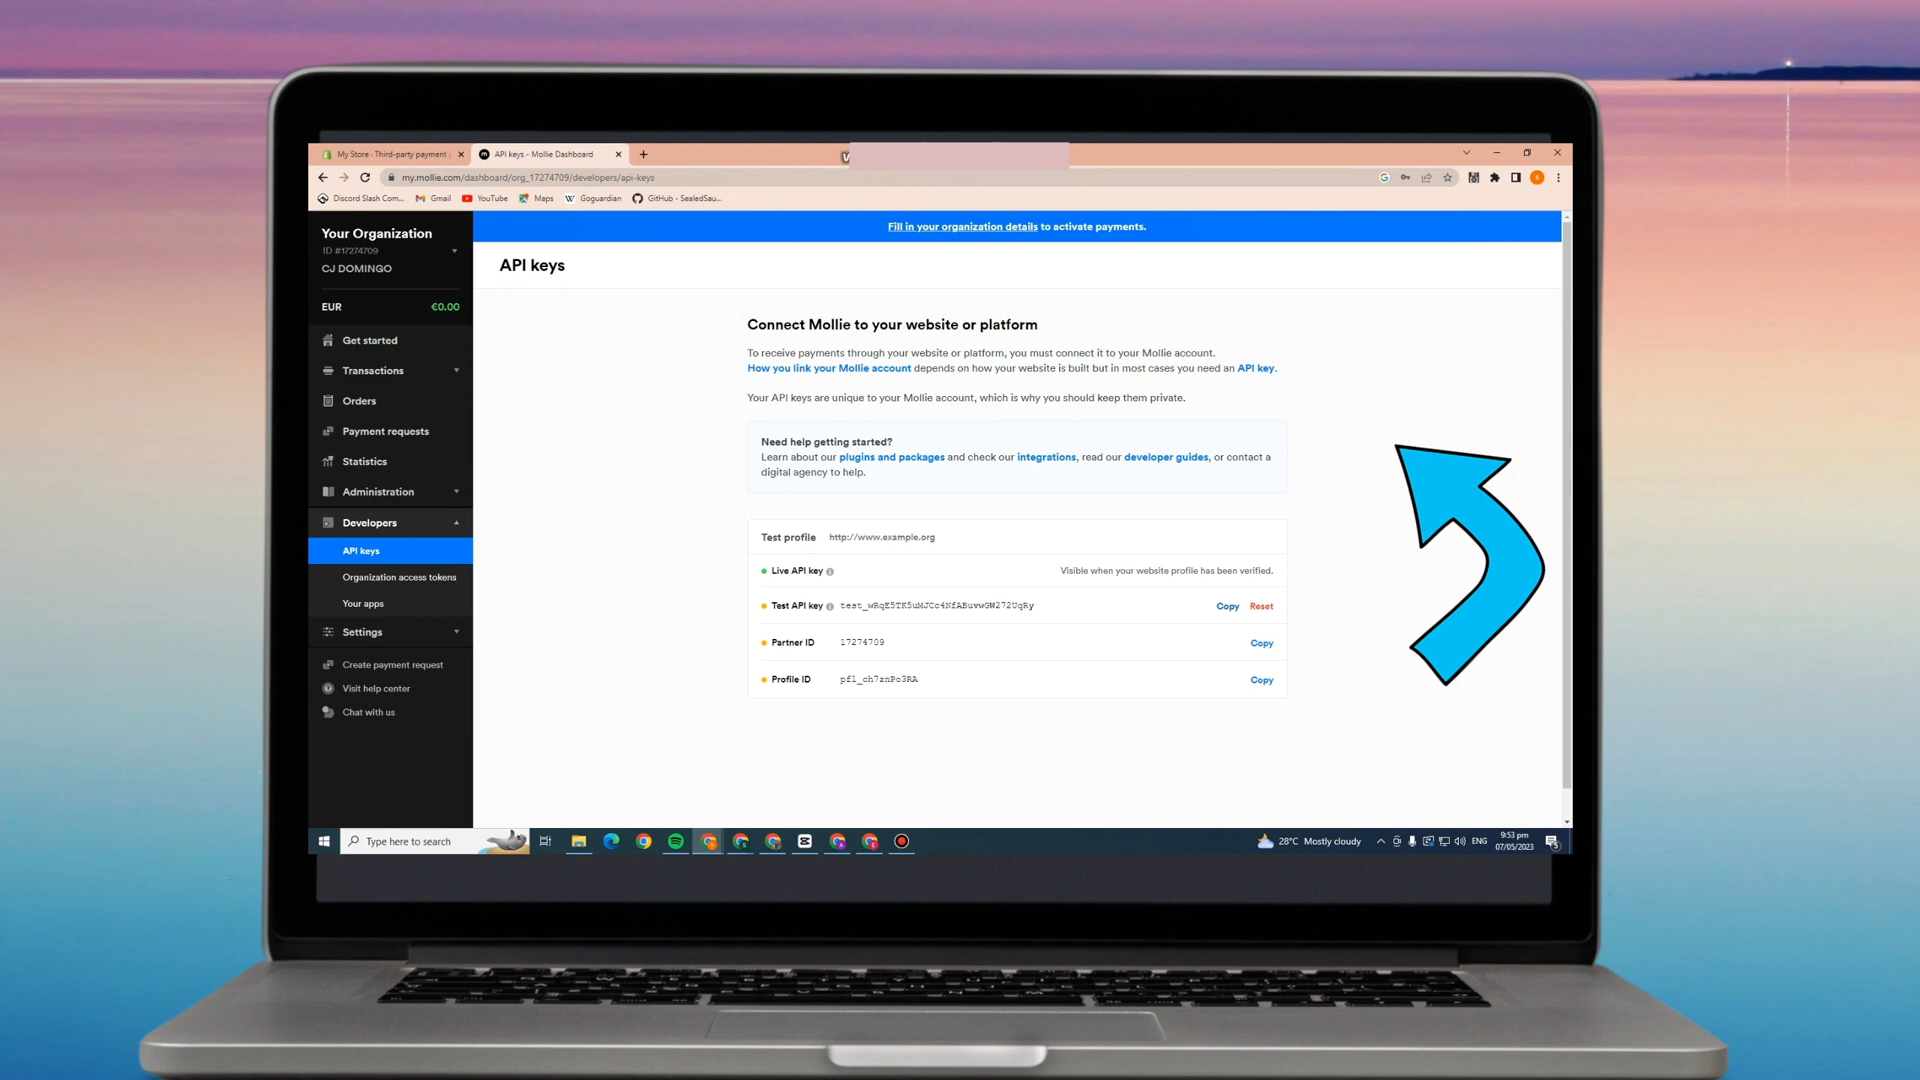 My Store - Third-party payment
API keys - Mollie Dashboard
my.mollie.com/dashboard/org_17274709/developers/api-keys
Discord Slash Com...
Gmail
YouTube
Maps
Goguardian
GitHub - SealedSau...
Your Organization
ID #17274709
CJ DOMINGO
EUR €0.00
Get started
Transactions
Orders
Payment requests
Statistics
Administration
Developers
API keys
Organization access tokens
Your apps
Settings
Create payment request
Visit help center
Chat with us
Fill in your organization details to activate payments.
API keys
Connect Mollie to your website or platform
To receive payments through your website or platform, you must connect it to your Mollie account.
How you link your Mollie account depends on how your website is built but in most cases you need an API key.
Your API keys are unique to your Mollie account, which is why you should keep them private.
Need help getting started?
Learn about our plugins and packages and check our integrations, read our developer guides, or contact a
digital agency to help.
Test profile http://www.example.org
Live API key Visible when your website profile has been verified.
Test API key test_wRqE5TK5uMJCc4NfABuvwGW272UqRy Copy Reset
Partner ID 17274709 Copy
Profile ID pfl_ch7znPo3RA Copy
Type here to search
28°C Mostly cloudy
ENG
9:53 pm
07/05/2023
5